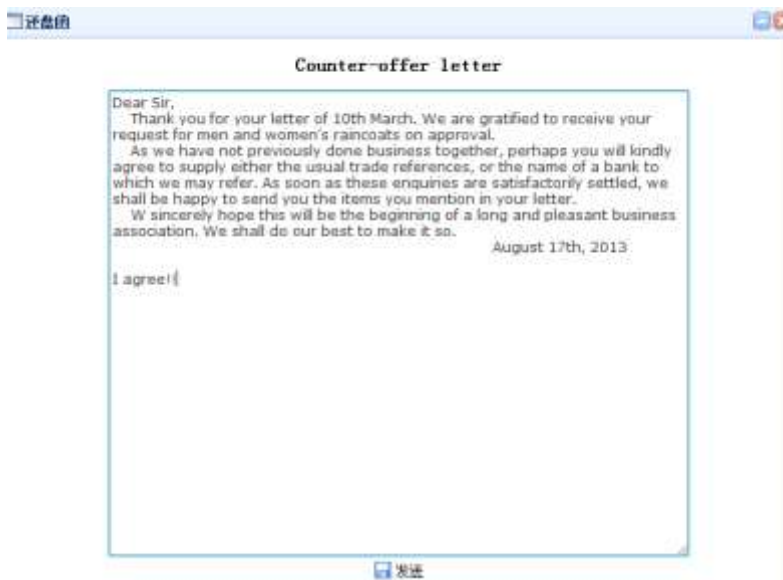 还盘函
Counter-offer letter
Dear Sir,
Thank you for your letter of 10th March. We are gratified to receive your
request for men and women's raincoats on approval.
As we have not previously done business together, perhaps you will kindly
agree to supply either the usual trade references, or the name of a bank to
which we may refer. As soon as these enquiries are satisfactorily settled, we
shall be happy to send you the items you mention in your letter.
W sincerely hope this will be the beginning of a long and pleasant business
association. We shall do our best to make it so.
August 17th, 2013
I agree!
发送